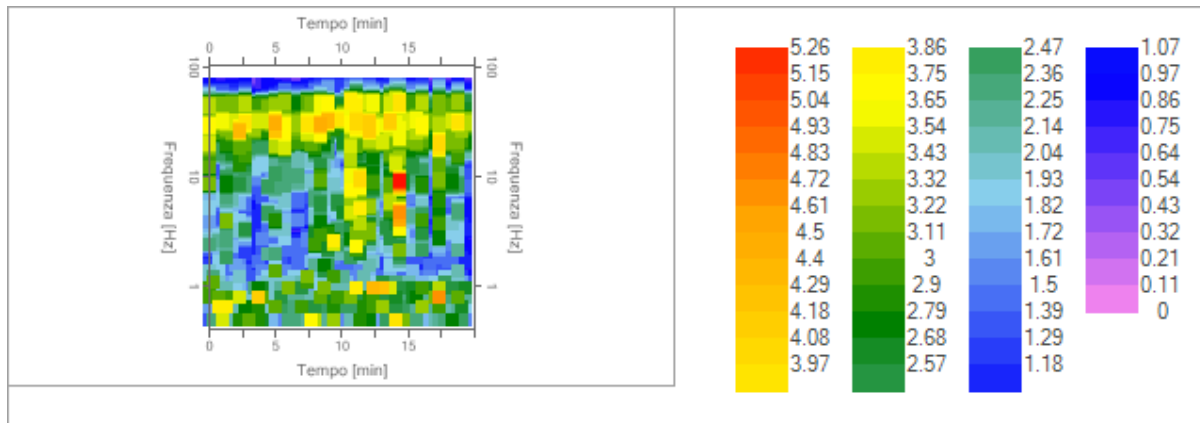 Tempo [min]
0 5 10 15
100 100
Frequenza [Hz] Frequenza [Hz]
10 10
1 1
0 5 10 15
Tempo [min]
5.26 3.86 2.47 1.07
5.15 3.75 2.36 0.97
5.04 3.65 2.25 0.86
4.93 3.54 2.14 0.75
4.83 3.43 2.04 0.64
4.72 3.32 1.93 0.54
4.61 3.22 1.82 0.43
4.5 3.11 1.72 0.32
4.4 3 1.61 0.21
4.29 2.9 1.5 0.11
4.18 2.79 1.39 0
4.08 2.68 1.29
3.97 2.57 1.18